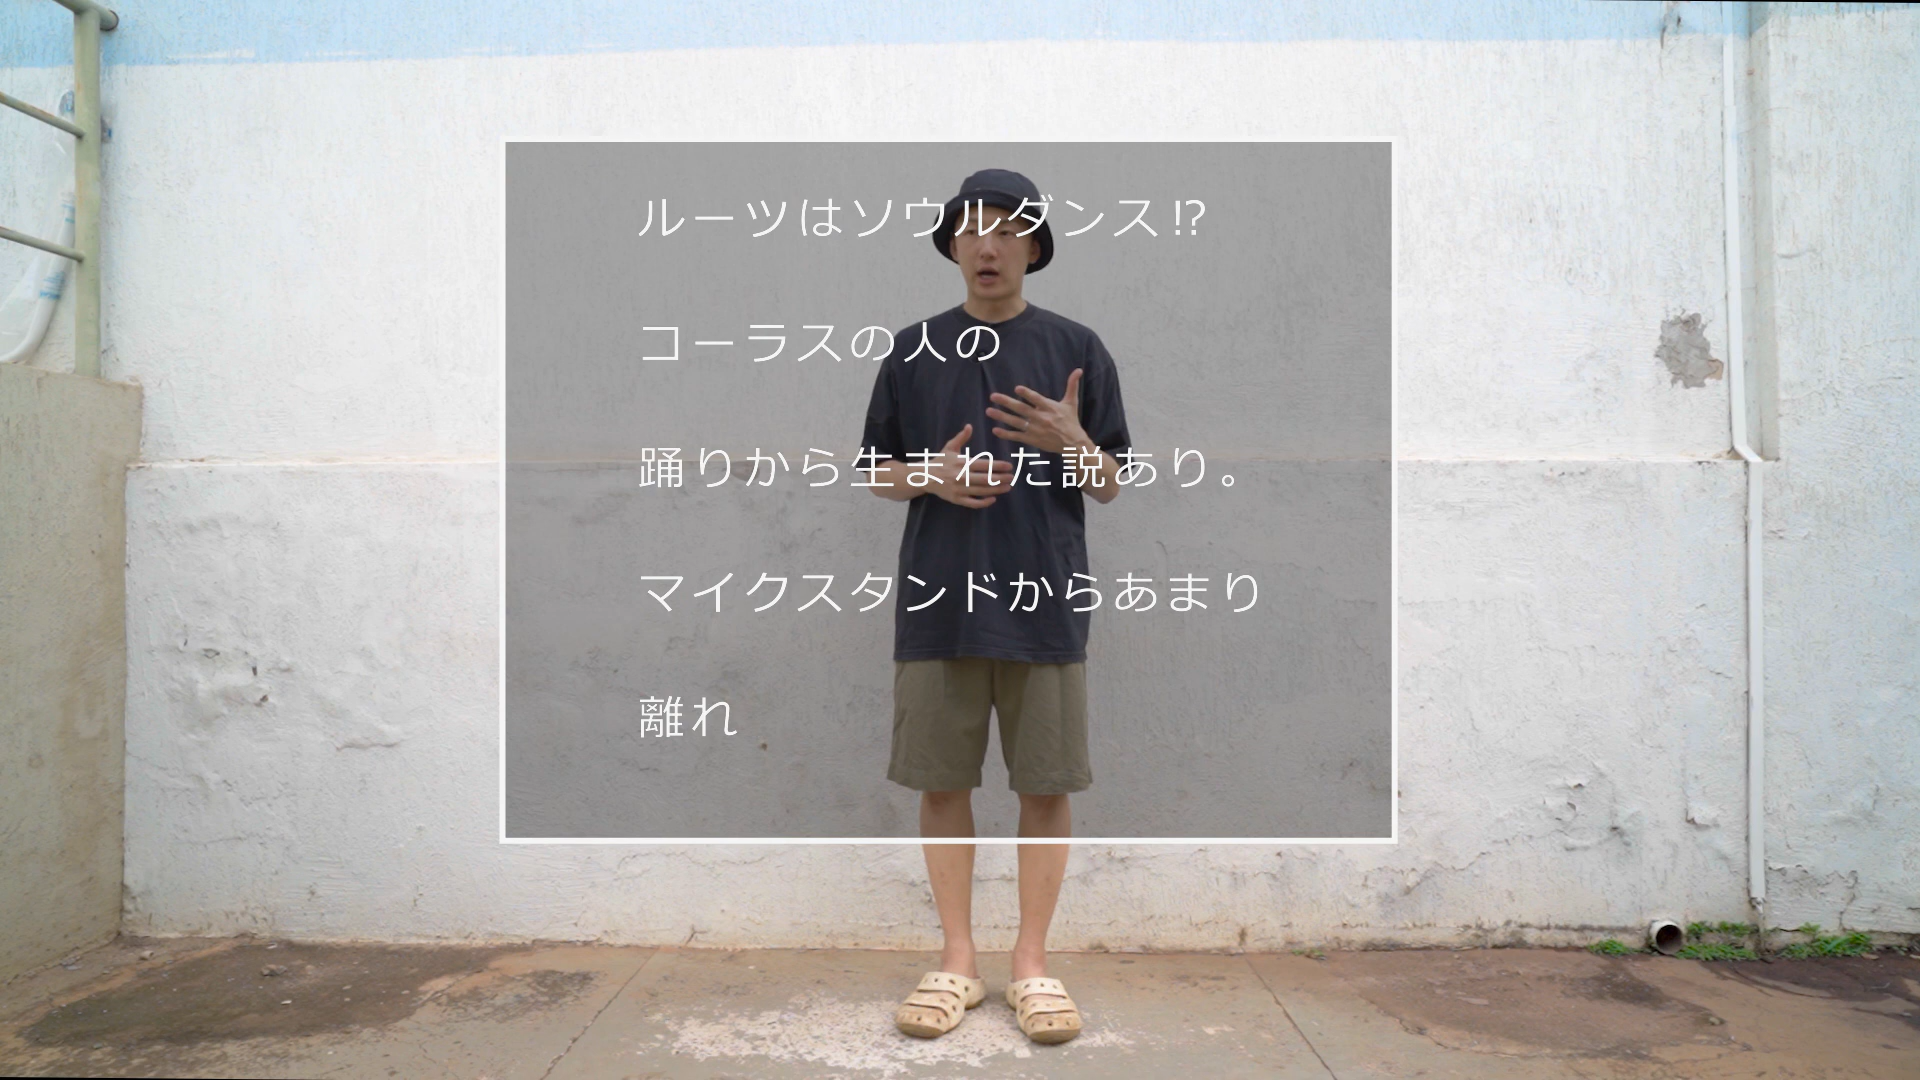 ルーツはソウルダンス⁉
コーラスの人の
踊りから生まれた説あり。
マイクスタンドからあまり
離れ